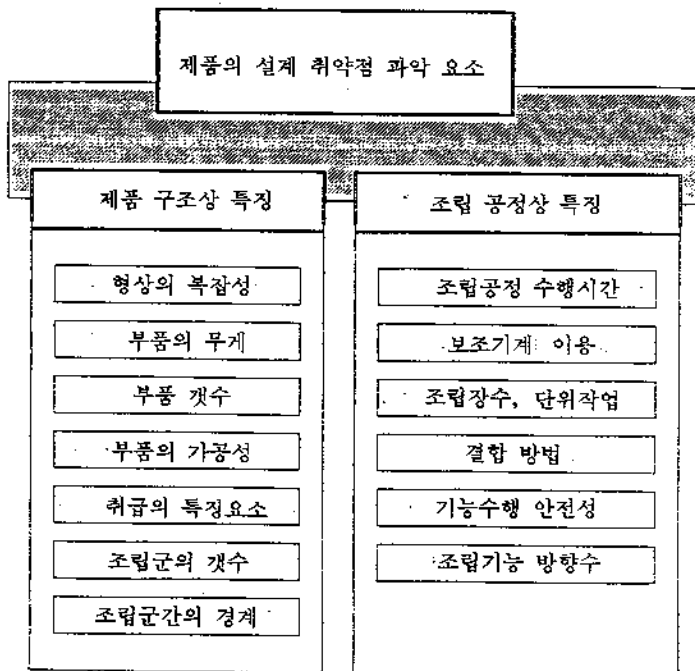 제품의 설계 취약점 파악 요소
제품 구조상 특징
형상의 복잡성
부품의 무게
부품 갯수
부품의 가공성
취급의 특징요소
조립군의 갯수
조립군간의 경계
조립 공정상 특징
조립공정 수행시간
보조기계 이용
조립장수, 단위작업
결합 방법
기능수행 안전성
조립기능 방향수